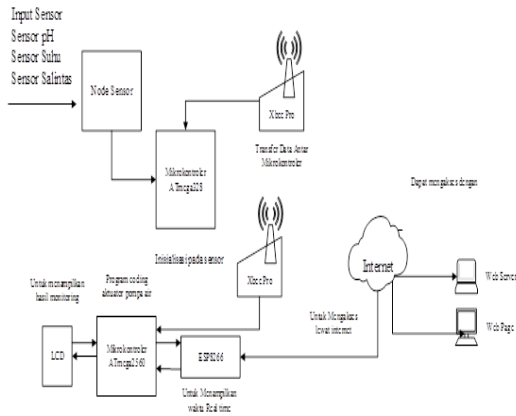 Input Sensor
Sensor pH
Sensor Suhu
Sensor Salintas
Node Sensor
Xbee Pro
Transfer Data Antar
Mikrokontroler
Mikrokontroler
ATmega328
Dapat mengakses dengan
Inisialisasi pada sensor
Xbee Pro
Internet
Web Server
Web Page
Untuk menampilkan
hasil monitoring
Program coding
aktuator pompa air
Untuk Mengakses
lewat internet
LCD
Mikrokontroler
ATmega2560
ESP8266
Untuk Menampilkan
waktu Real time